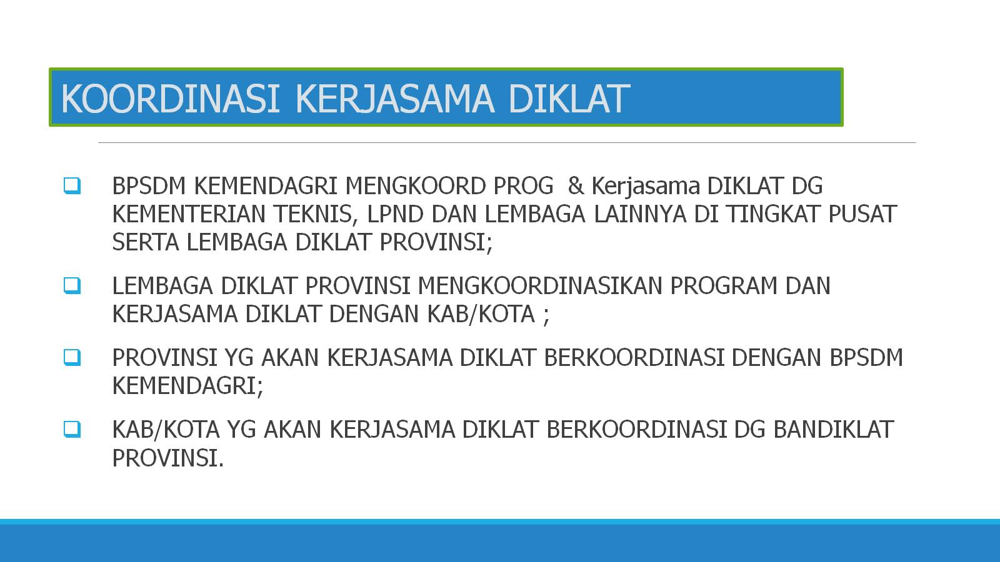 KOORDINASI KERJASAMA DIKLAT
BPSDM KEMENDAGRI MENGKOORD PROG  & Kerjasama DIKLAT DG
KEMENTERIAN TEKNIS, LPND DAN LEMBAGA LAINNYA DI TINGKAT PUSAT
SERTA LEMBAGA DIKLAT PROVINSI;
LEMBAGA DIKLAT PROVINSI MENGKOORDINASIKAN PROGRAM DAN
KERJASAMA DIKLAT DENGAN KAB/KOTA ;
PROVINSI YG AKAN KERJASAMA DIKLAT BERKOORDINASI DENGAN BPSDM
KEMENDAGRI;
KAB/KOTA YG AKAN KERJASAMA DIKLAT BERKOORDINASI DG BANDIKLAT
PROVINSI.